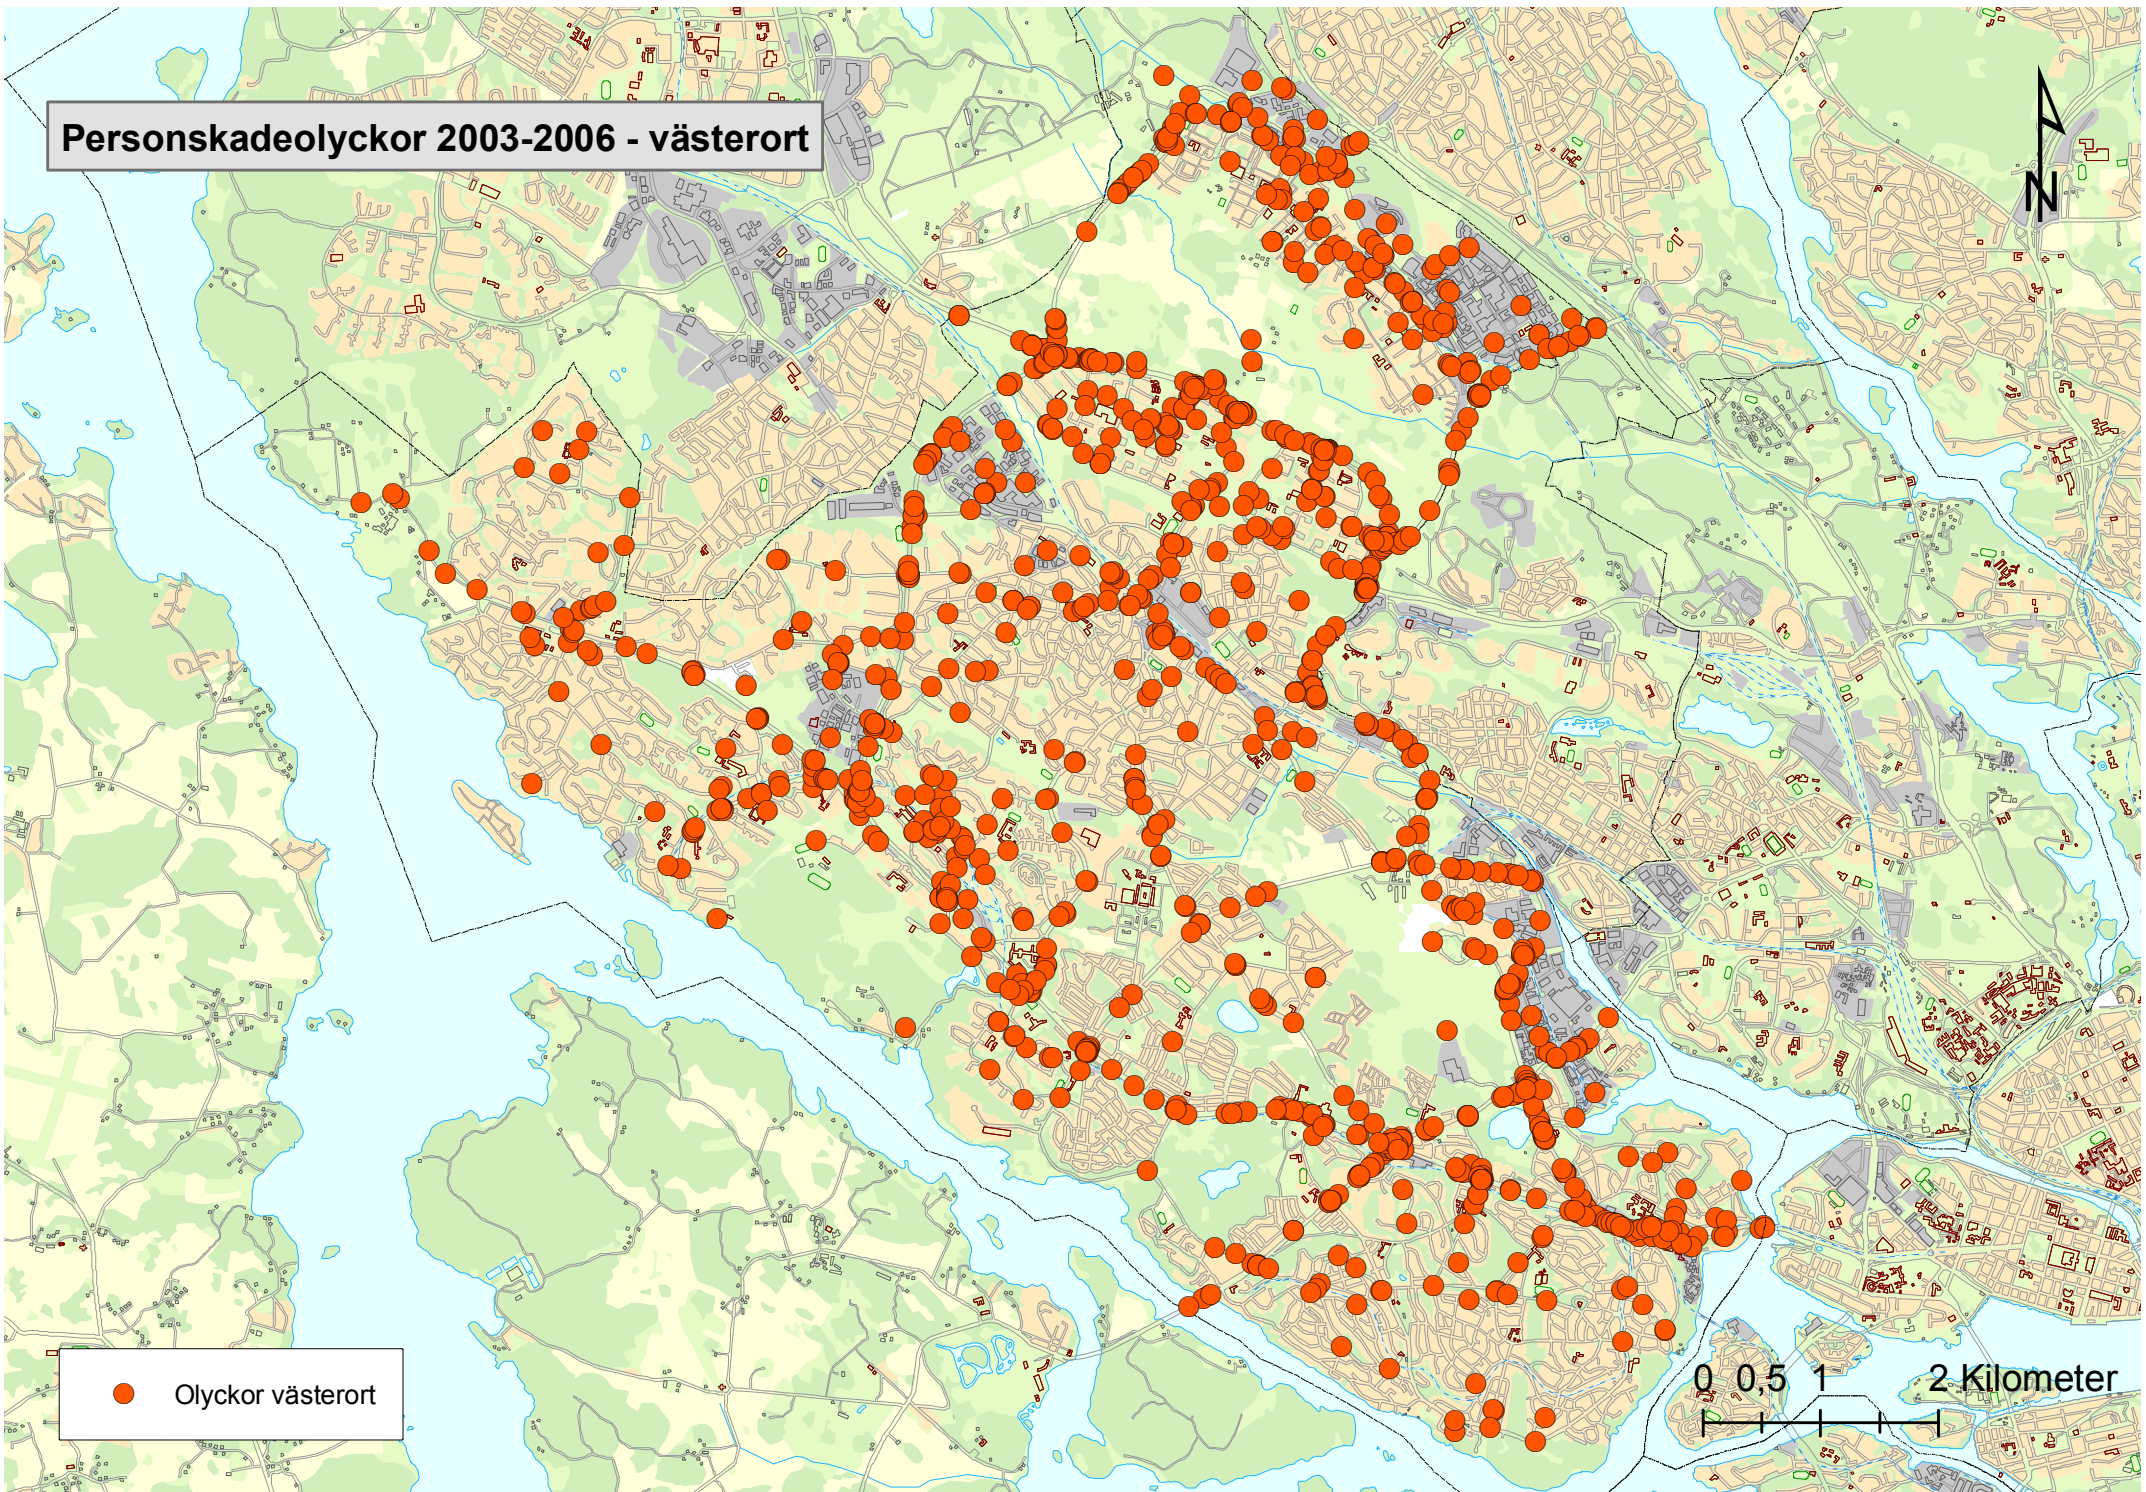 Personskadeolyckor 2003-2006 - västerort
N
Olyckor västerort
0 0,5 1 2 Kilometer